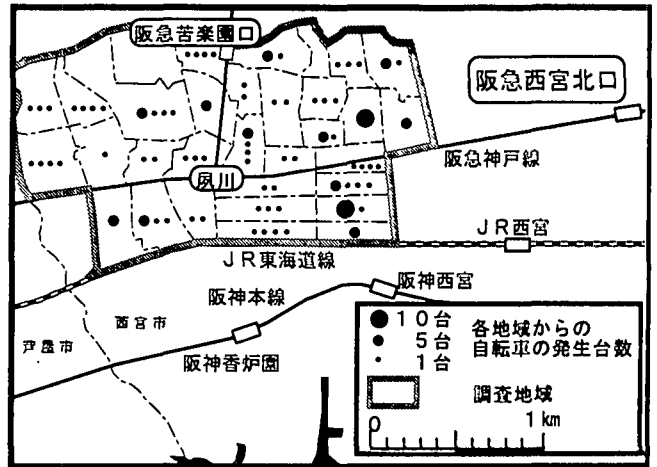 阪急苦楽園口
阪急西宮北口
阪急神戸線
夙川
JR西宮
JR東海道線
阪神西宮
阪神本線
西宮市
芦屋市
阪神香炉園
10台
5台
1台
各地域からの
自転車の発生台数
調査地域
0 1km